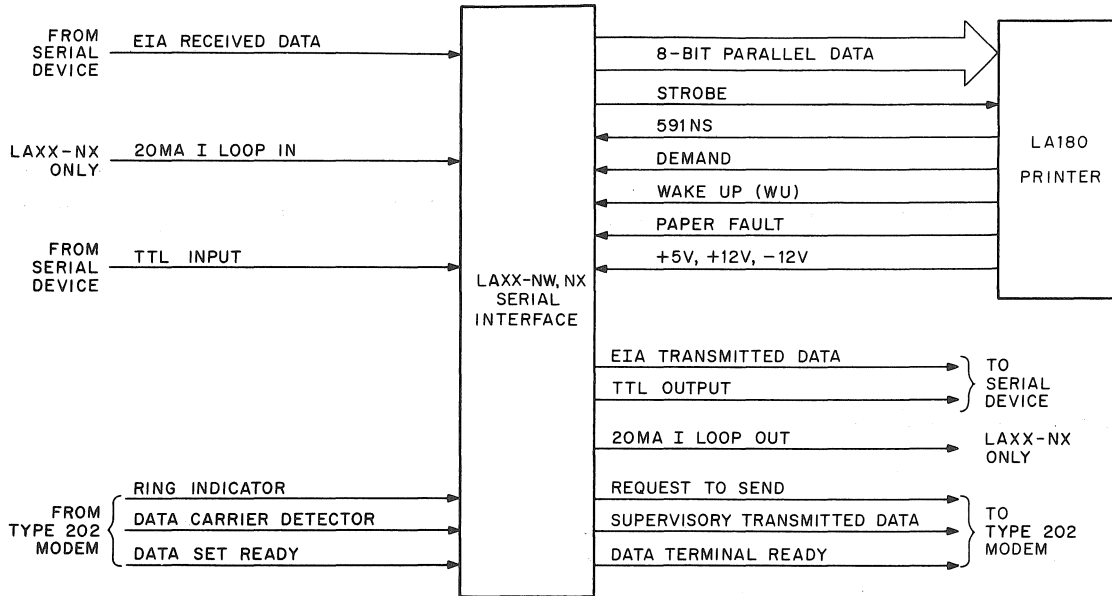 FROM
SERIAL
DEVICE
EIA RECEIVED DATA
LAXX-NX
ONLY
20MA I LOOP IN
FROM
SERIAL
DEVICE
TTL INPUT
FROM
TYPE 202
MODEM
RING INDICATOR
DATA CARRIER DETECTOR
DATA SET READY
LAXX-NW, NX
SERIAL
INTERFACE
8-BIT PARALLEL DATA
STROBE
591NS
DEMAND
WAKE UP (WU)
PAPER FAULT
+5V, +12V, -12V
LA180
PRINTER
EIA TRANSMITTED DATA
TTL OUTPUT
TO
SERIAL
DEVICE
20MA I LOOP OUT
LAXX-NX
ONLY
REQUEST TO SEND
SUPERVISORY TRANSMITTED DATA
DATA TERMINAL READY
TO
TYPE 202
MODEM